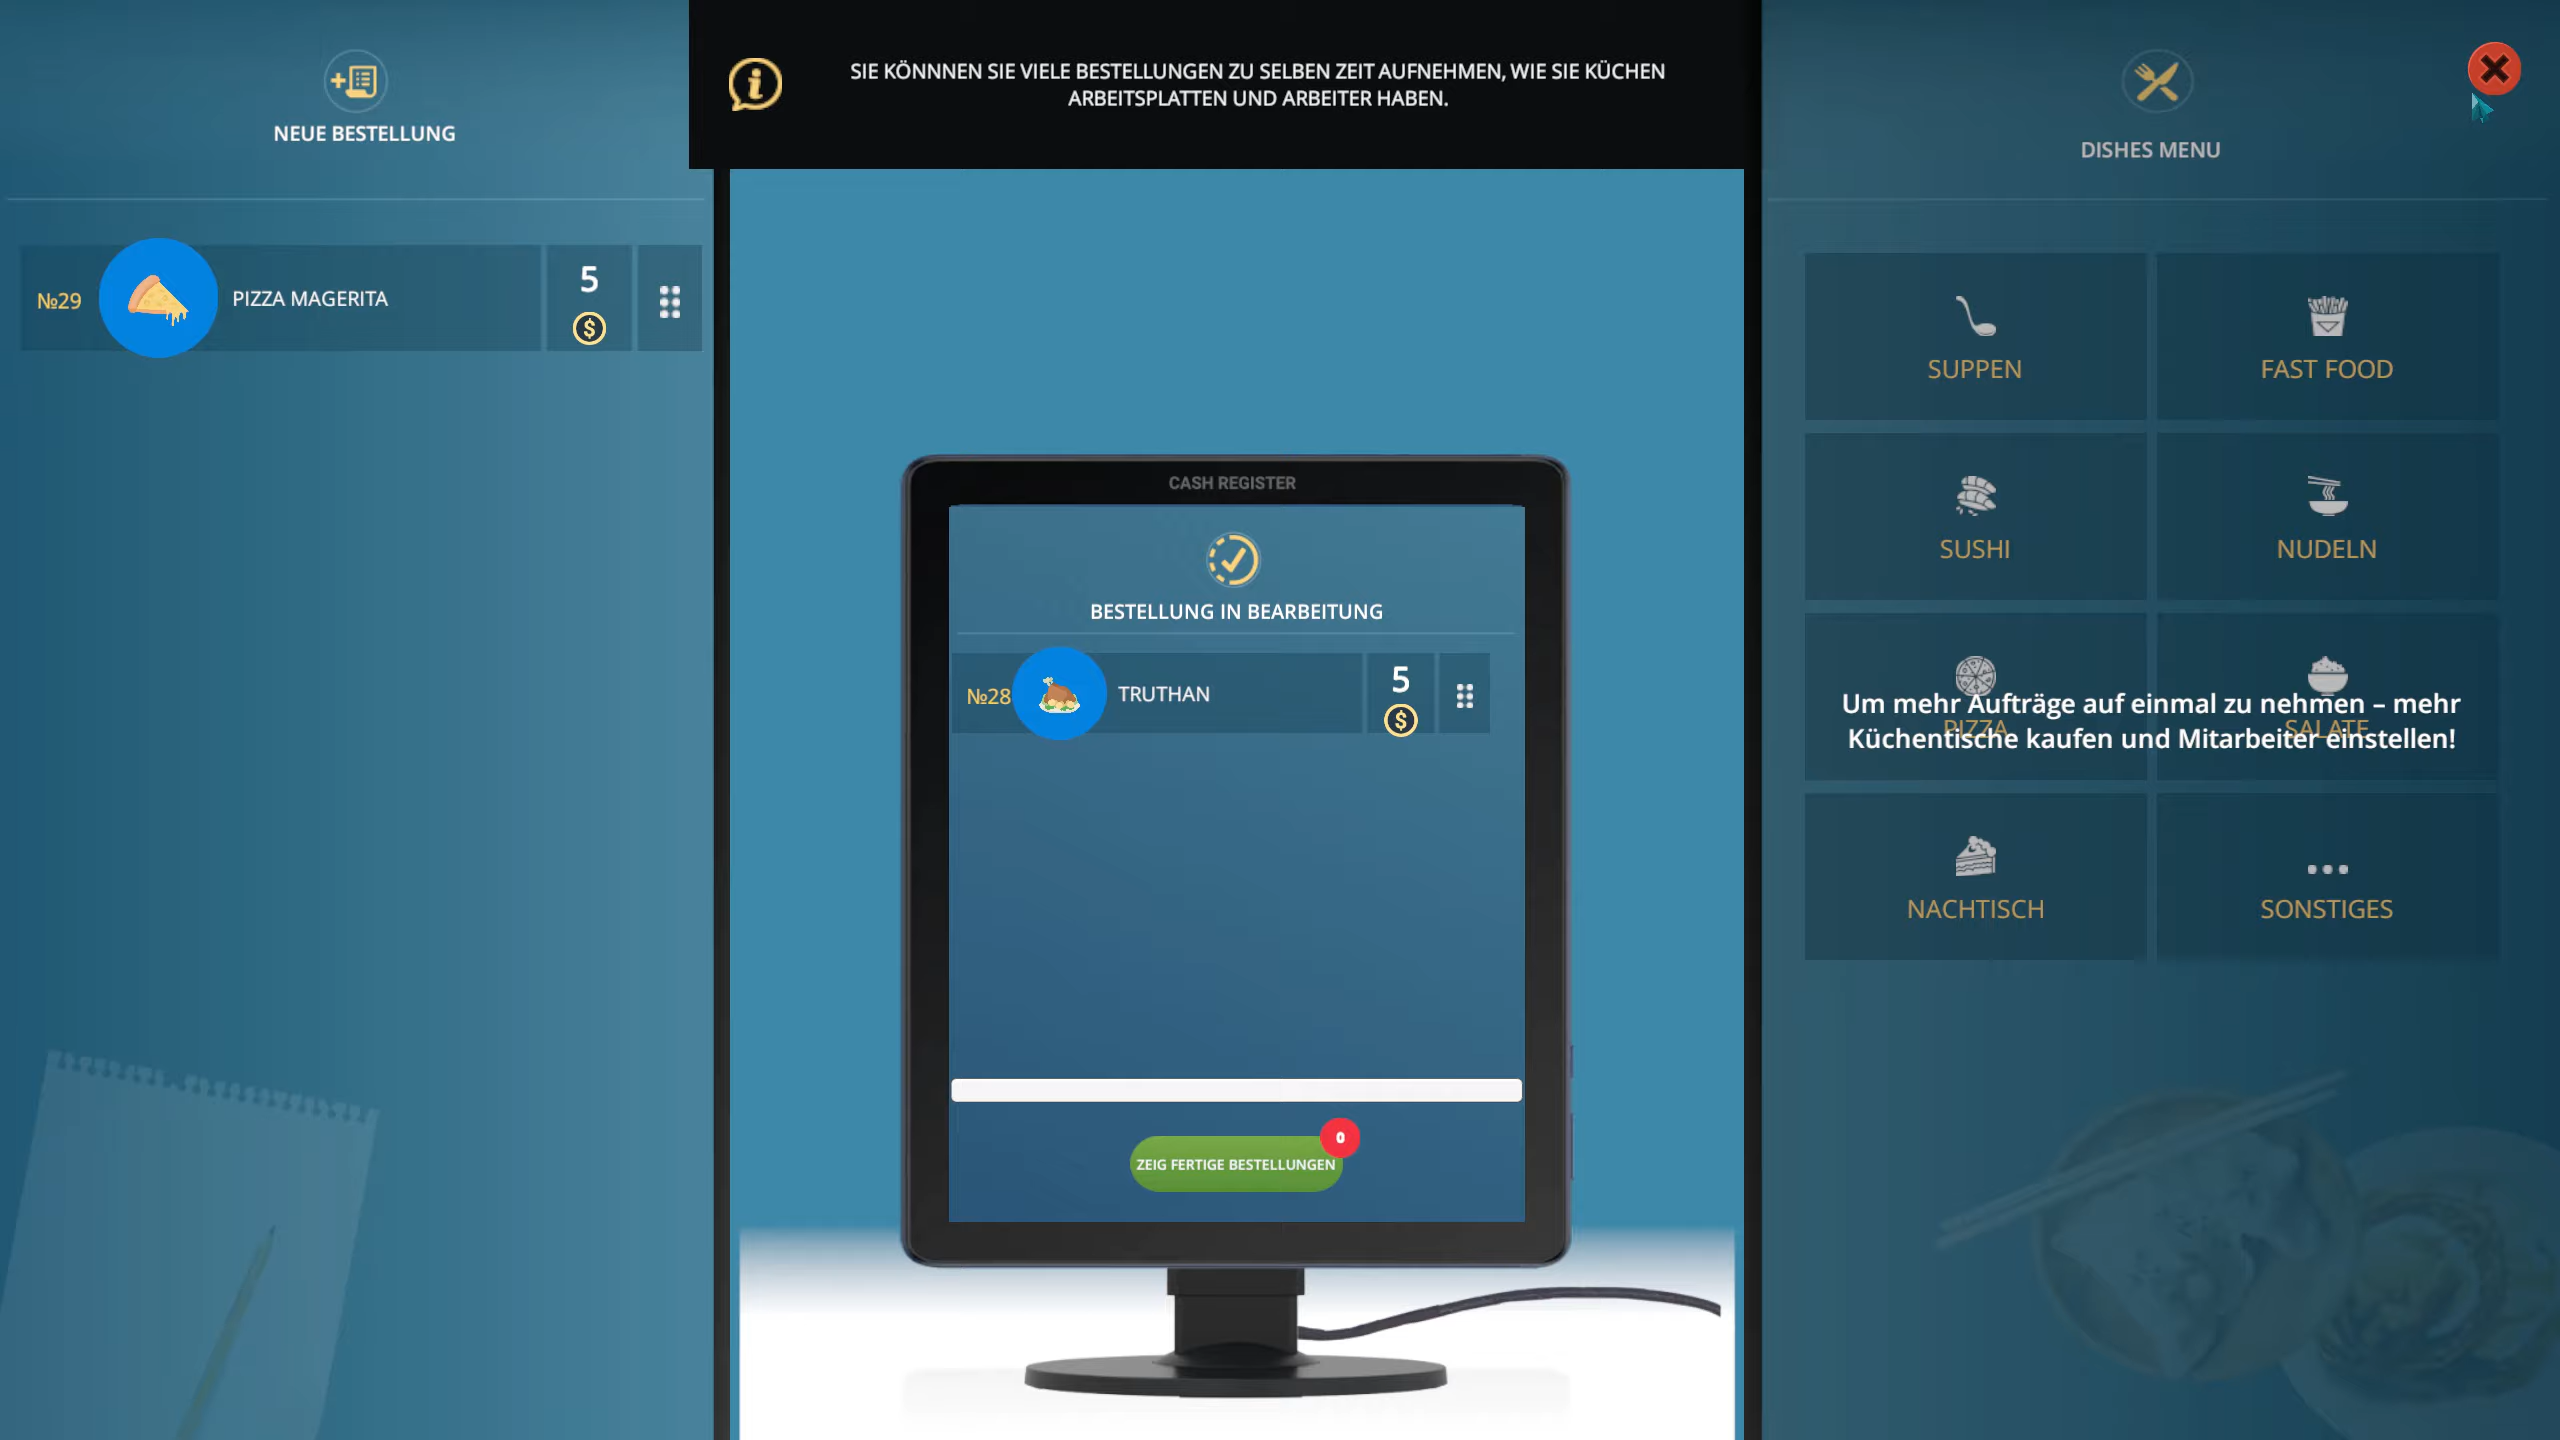 NEUE BESTELLUNG
№29
PIZZA MAGERITA
5
SIE KÖNNNEN SIE VIELE BESTELLUNGEN ZU SELBEN ZEIT AUFNEHMEN, WIE SIE KÜCHEN
ARBEITSPLATTEN UND ARBEITER HABEN.
CASH REGISTER
BESTELLUNG IN BEARBEITUNG
№28
TRUTHAN
5
ZEIG FERTIGE BESTELLUNGEN
0
DISHES MENU
SUPPEN
FAST FOOD
SUSHI
NUDELN
Um mehr Aufträge auf einmal zu nehmen – mehr
PIZZA
SALATE
Küchentische kaufen und Mitarbeiter einstellen!
NACHTISCH
SONSTIGES